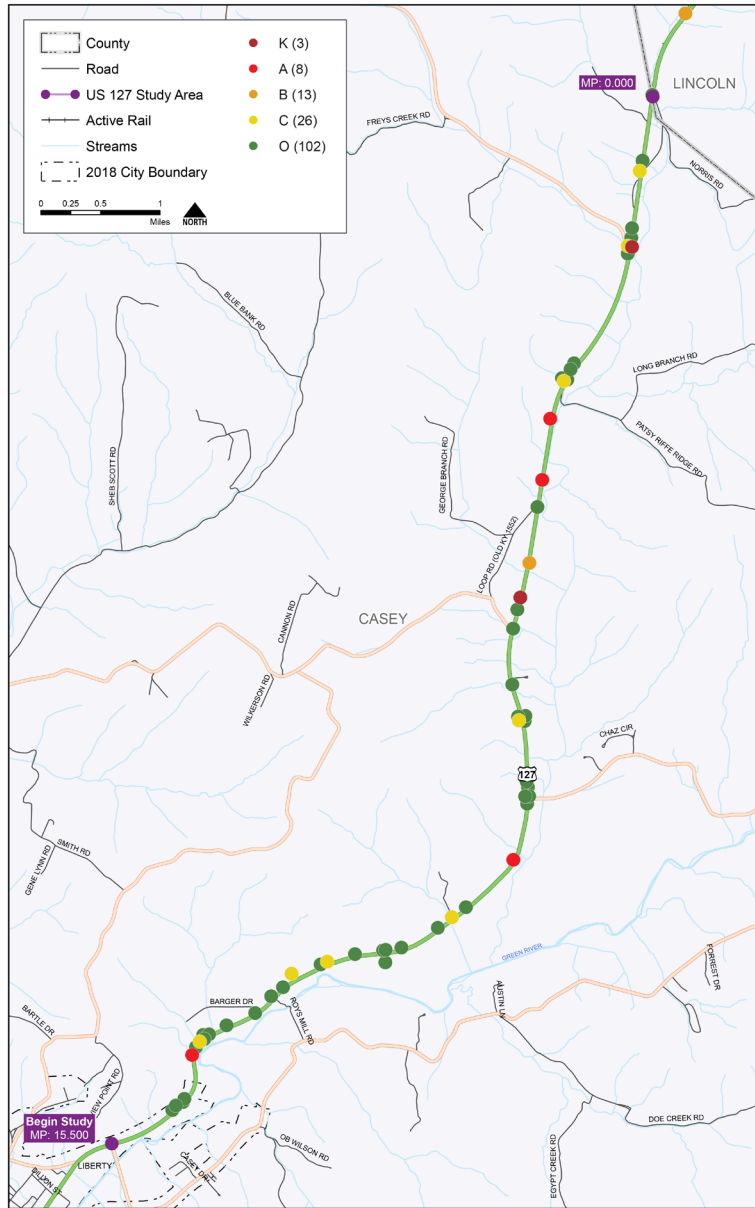 County
Road
US 127 Study Area
Active Rail
Streams
2018 City Boundary
K (3)
A (8)
B (13)
C (26)
O (102)
0 0.25 0.5 1
Miles
NORTH
MP: 0.000
LINCOLN
FREYS CREEK RD
NORRIS RD
BLUE BANK RD
LONG BRANCH RD
PATSY RIFFE RIDGE RD
SHEB SCOTT RD
GEORGE BRANCH RD
LOOP RD (OLD KY 1552)
CANNON RD
CASEY
WILKERSON RD
CHAZ CIR
127
SMITH RD
GENE LYNN RD
GREEN RIVER
FORREST DR
AUSTIN LN
BARGER DR
ROYS MILL RD
BARTLE DR
VIEW POINT RD
Begin Study
MP: 15.500
DOE CREEK RD
OB WILSON RD
LIBERTY
CASEY DR
DILLON ST
EGYPT CREEK RD